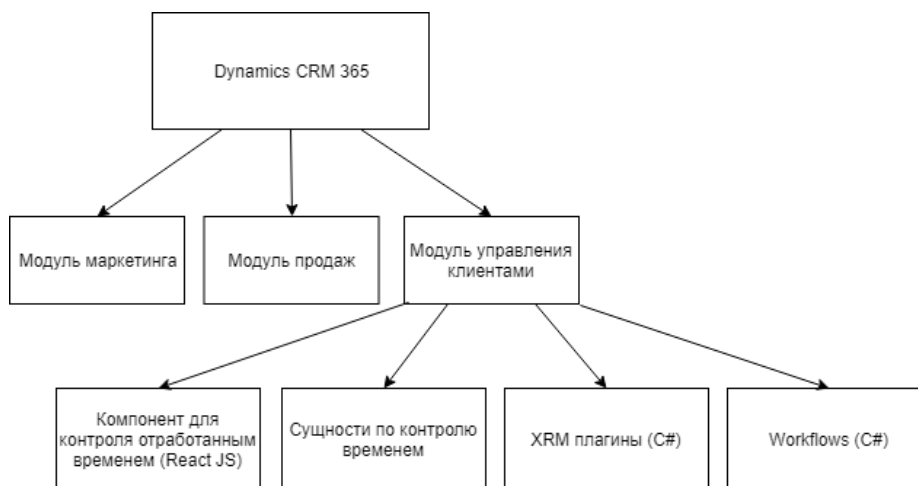 Dynamics CRM 365
Модуль маркетинга
Модуль продаж
Модуль управления
клиентами
Компонент для
контроля отработанным
временем (React JS)
Сущности по контролю
временем
XRM плагины (C#)
Workflows (C#)